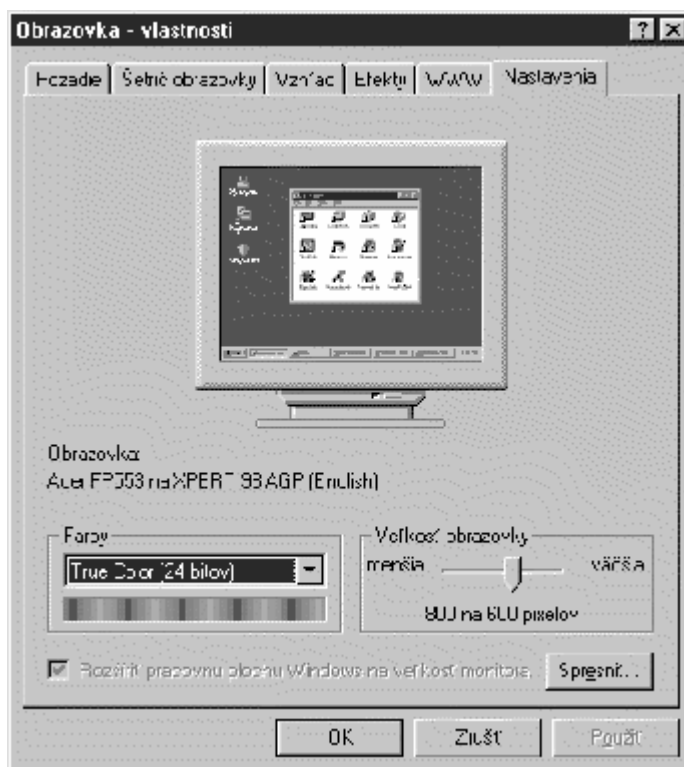 Obrazovka - vlastnosti
Pozadie Šetrič obrazovky Vzhľad Efekty WWW Nastavenia
Obrazovka:
Acer FP553 na XPERT 98 AGP (English)
Farby
True Color (24 bitov)
Veľkosť obrazovky
menšia väčšia
800 na 600 pixelov
Rozšíriť pracovnú plochu Windows na veľkosť monitora.
Spresniť...
OK Zrušiť Použiť